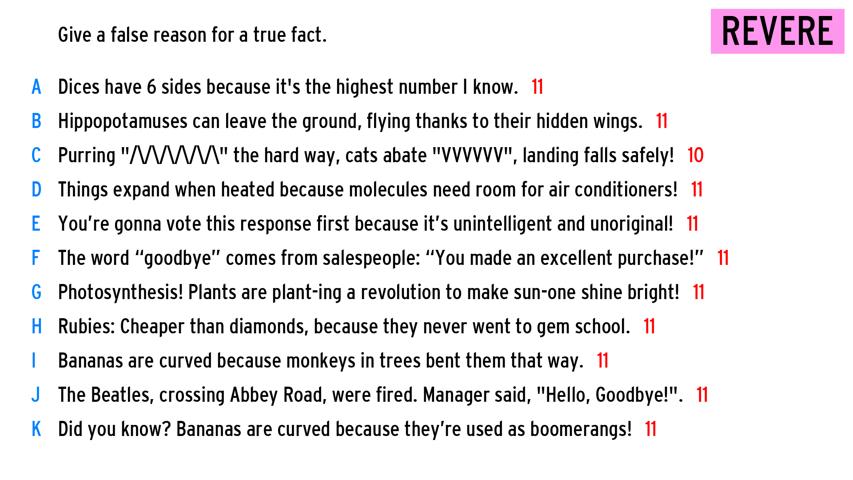 Give a false reason for a true fact.
REVERE
A Dices have 6 sides because it's the highest number I know. 11
B Hippopotamuses can leave the ground, flying thanks to their hidden wings. 11
C Purring "/\/\/\/\/\/\/\" the hard way, cats abate "VVVVVV", landing falls safely! 10
D Things expand when heated because molecules need room for air conditioners! 11
E You’re gonna vote this response first because it’s unintelligent and unoriginal! 11
F The word “goodbye” comes from salespeople: “You made an excellent purchase!” 11
G Photosynthesis! Plants are plant-ing a revolution to make sun-one shine bright! 11
H Rubies: Cheaper than diamonds, because they never went to gem school. 11
I Bananas are curved because monkeys in trees bent them that way. 11
J The Beatles, crossing Abbey Road, were fired. Manager said, "Hello, Goodbye!". 11
K Did you know? Bananas are curved because they’re used as boomerangs! 11